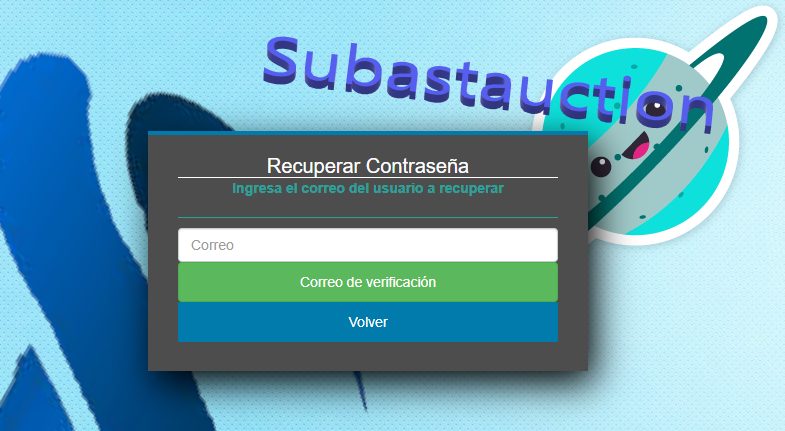 Subastauction
Recuperar Contraseña
Ingresa el correo del usuario a recuperar
Correo
Correo de verificación
Volver